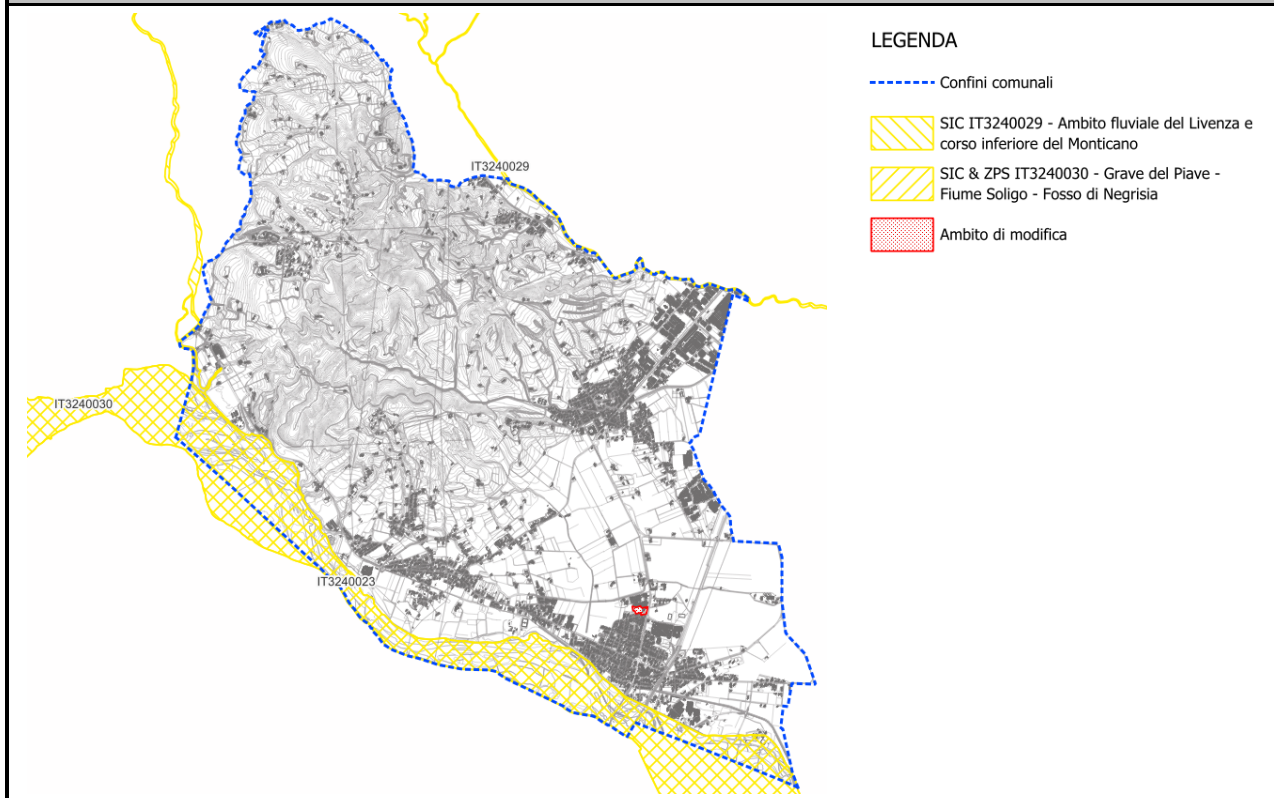 LEGENDA
Confini comunali
SIC IT3240029 - Ambito fluviale del Livenza e
corso inferiore del Monticano
SIC & ZPS IT3240030 - Grave del Piave -
Fiume Soligo - Fosso di Negrisia
Ambito di modifica
IT3240029
IT3240030
IT3240023